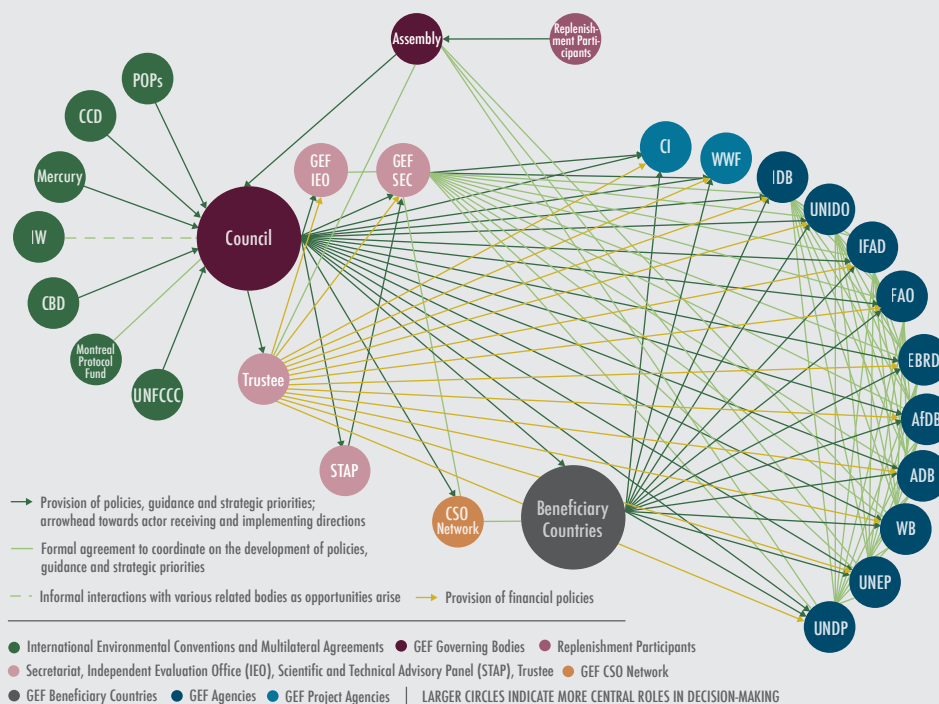 Assembly
Replenish-
ment Parti-
cipants
POPs
CCD
Mercury
IW
CBD
Montreal
Protocol
Fund
UNFCCC
Council
GEF
IEO
GEF
SEC
Trustee
STAP
CSO
Network
Beneficiary
Countries
CI
WWF
IDB
UNIDO
IFAD
FAO
EBRD
AfDB
ADB
WB
UNEP
UNDP
Provision of policies, guidance and strategic priorities;
arrowhead towards actor receiving and implementing directions
Formal agreement to coordinate on the development of policies,
guidance and strategic priorities
Informal interactions with various related bodies as opportunities arise
Provision of financial policies
International Environmental Conventions and Multilateral Agreements
GEF Governing Bodies
Replenishment Participants
Secretariat, Independent Evaluation Office (IEO), Scientific and Technical Advisory Panel (STAP), Trustee
GEF CSO Network
GEF Beneficiary Countries
GEF Agencies
GEF Project Agencies
LARGER CIRCLES INDICATE MORE CENTRAL ROLES IN DECISION-MAKING